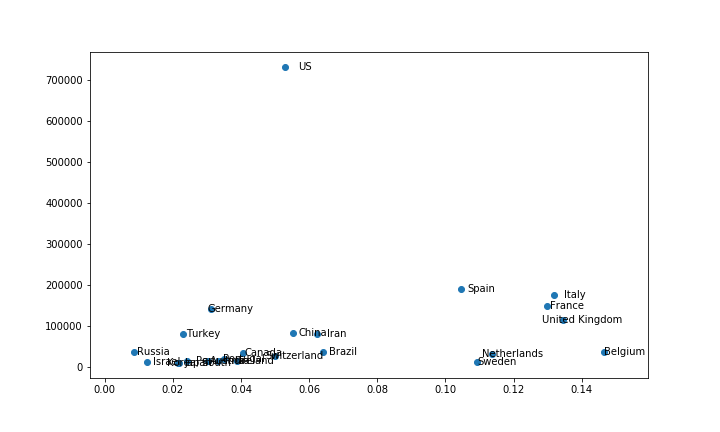 700000
600000
500000
400000
300000
200000
100000
0
US
Spain
Italy
France
Germany
United Kingdom
Turkey
China
Iran
Russia
Canada
Brazil
Netherlands
Belgium
Sweden
0.00
0.02
0.04
0.06
0.08
0.10
0.12
0.14